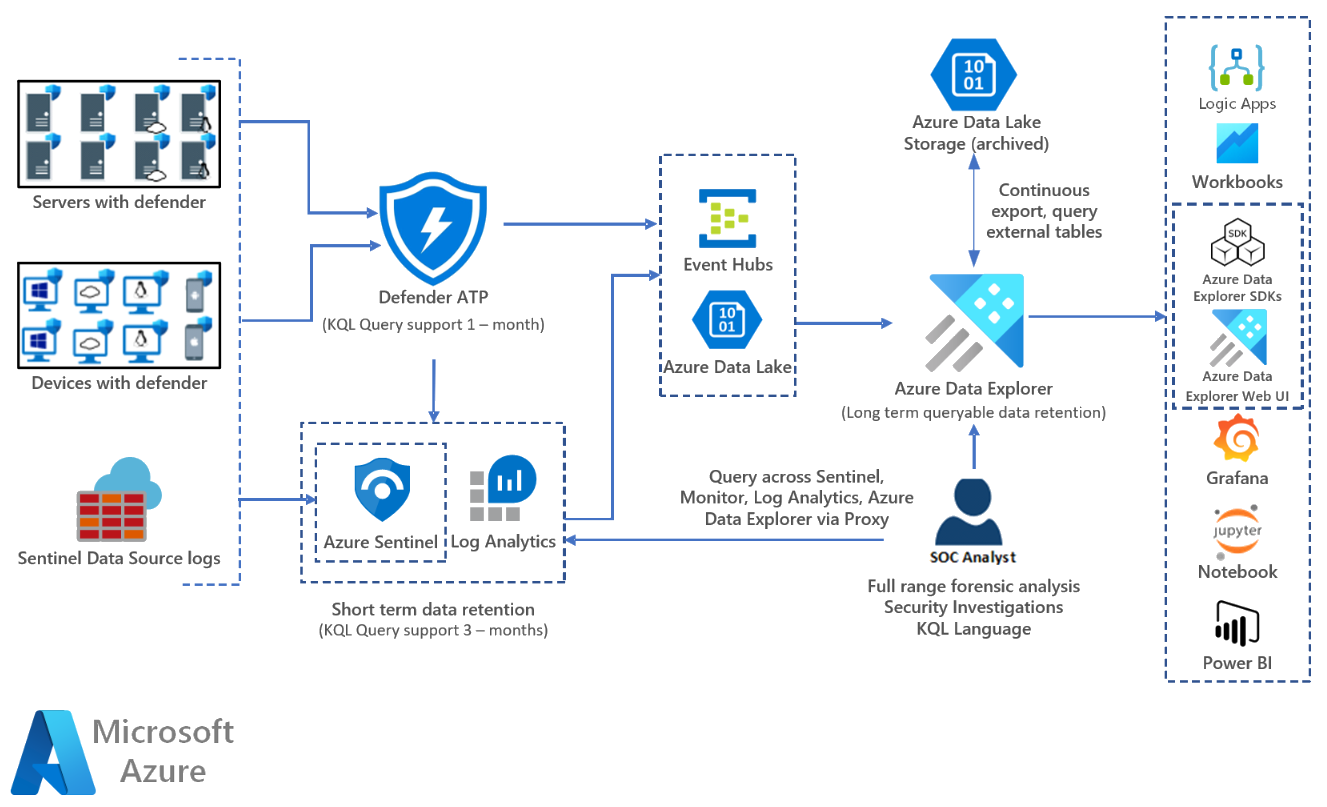 Servers with defender
Devices with defender
Sentinel Data Source logs
Defender ATP
(KQL Query support 1 – month)
Azure Sentinel
Log Analytics
Short term data retention
(KQL Query support 3 – months)
Event Hubs
10
01
Azure Data Lake
10
01
Azure Data Lake
Storage (archived)
Continuous
export, query
external tables
Azure Data Explorer
(Long term queryable data retention)
Query across Sentinel,
Monitor, Log Analytics, Azure
Data Explorer via Proxy
SOC Analyst
Full range forensic analysis
Security Investigations
KQL Language
Logic Apps
Workbooks
SDK
Azure Data
Explorer SDKs
Azure Data
Explorer Web UI
Grafana
jupyter
Notebook
Power BI
Microsoft
Azure